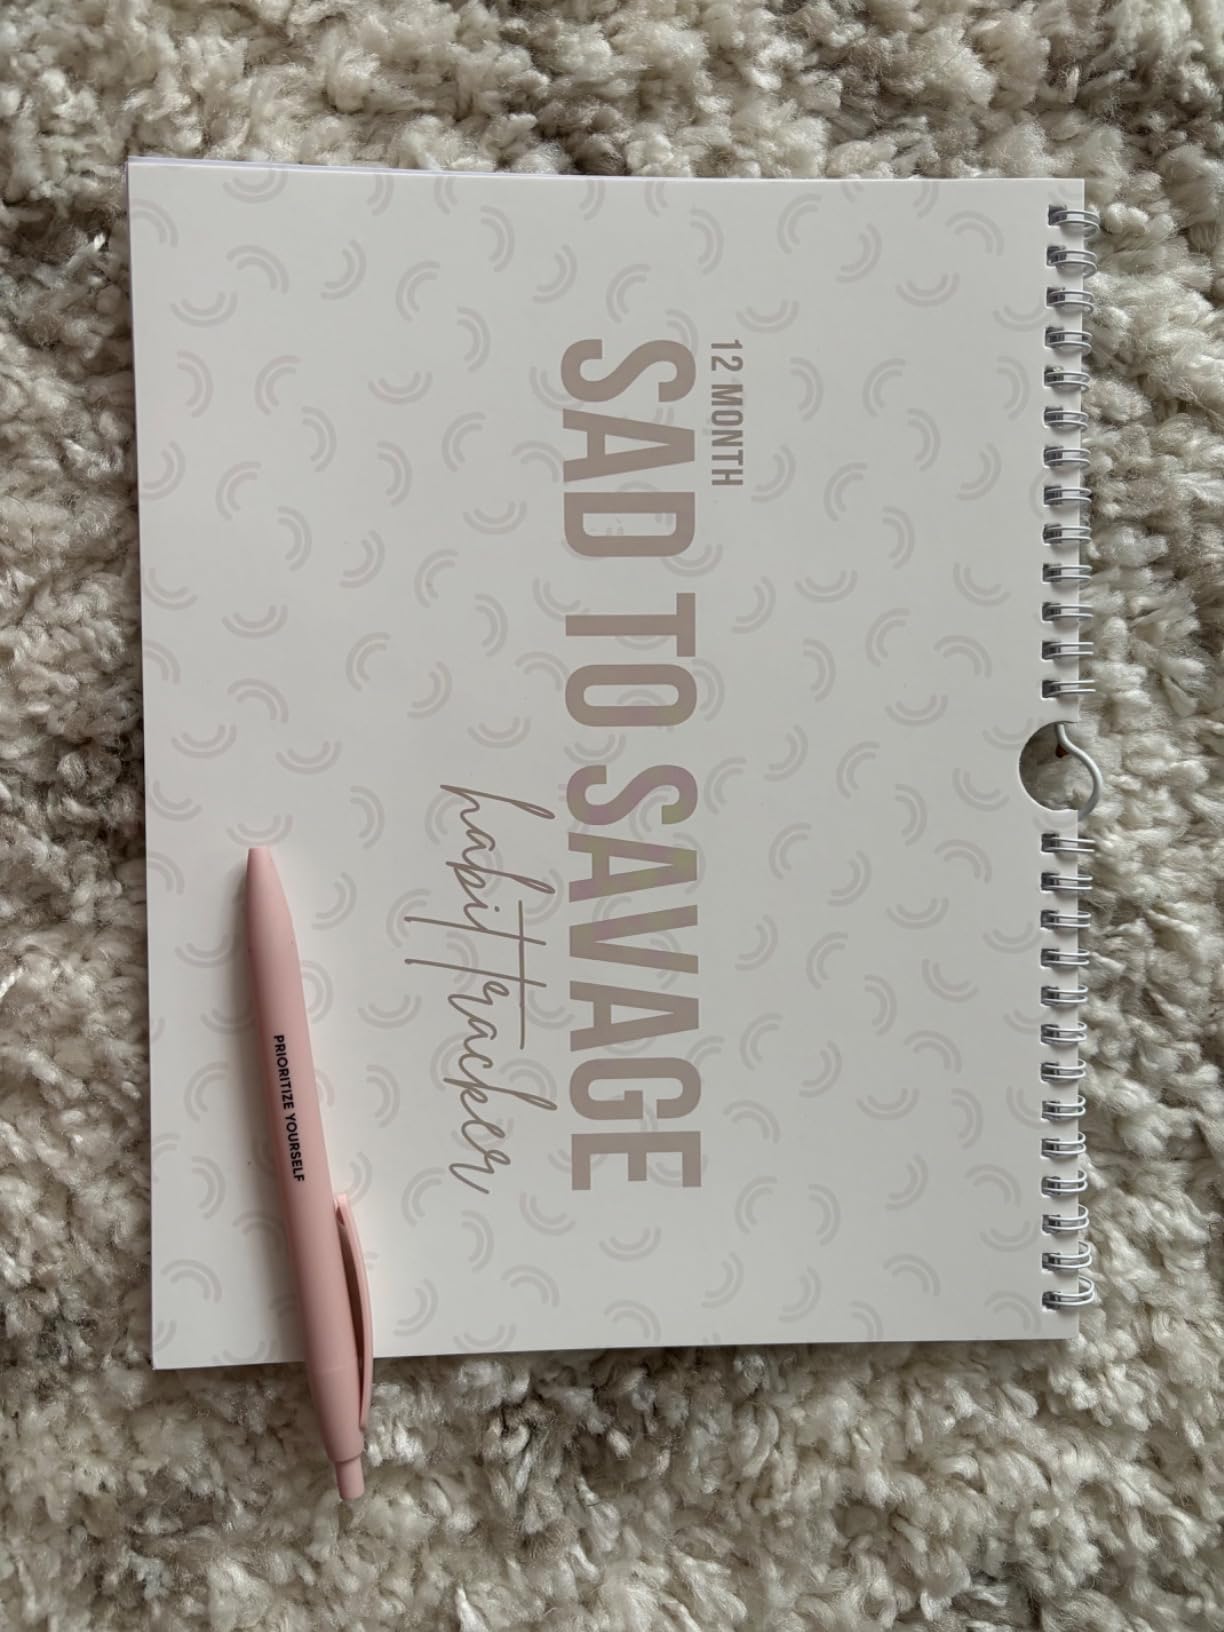 12 MONTH
SAD TO SAVAGE
habit tracker
PRIORITIZE YOURSELF